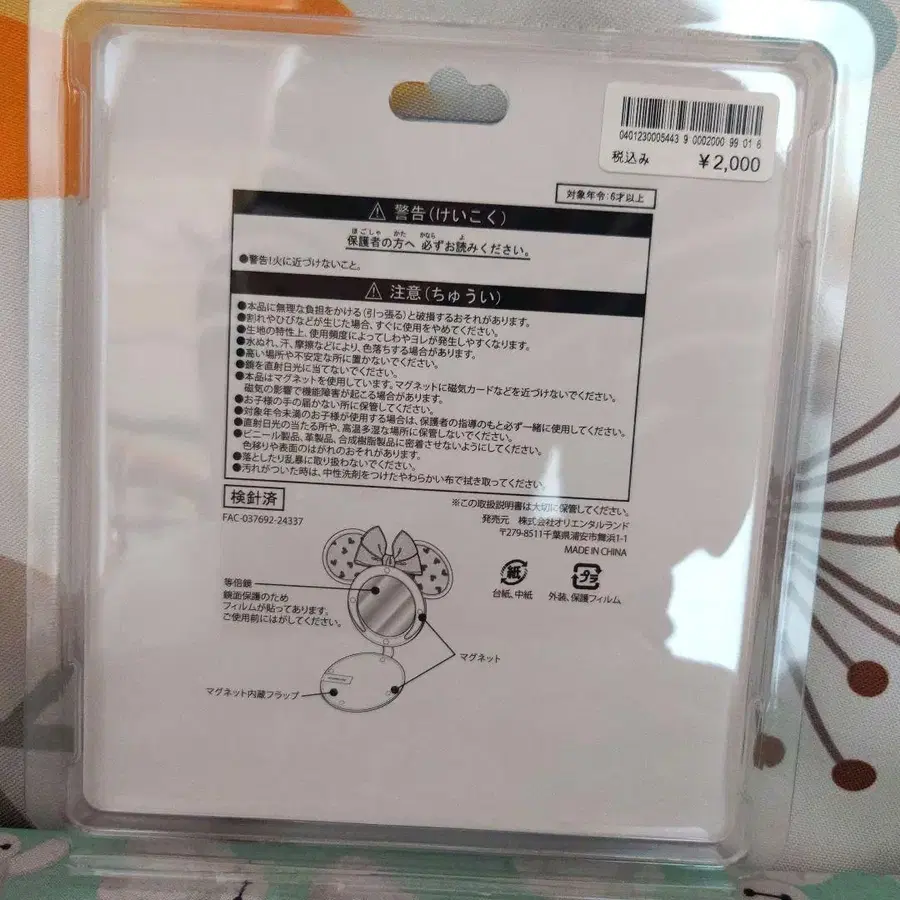 0401230005443 9 0002000 99 01 6
税込み ¥2,000
対象年令:6才以上
⚠ 警告(けいこく)
ほごしゃ かた かなら よ
保護者の方へ 必ずお読みください。
●警告!火に近づけないこと。
⚠ 注意(ちゅうい)
●本品に無理な負担をかける(引っ張る)と破損するおそれがあります。
●割れやひびなどが生じた場合、すぐに使用をやめてください。
●生地の特性上、使用頻度によってしわやヨレが発生しやすくなります。
●水ぬれ、汗、摩擦などにより、色落ちする場合があります。
●高い場所や不安定な所に置かないでください。
●鏡を直射日光に当てないでください。
●本品はマグネットを使用しています。マグネットに磁気カードなどを近づけないでください。
磁気の影響で機能障害が起こる場合があります。
●お子様の手の届かない所に保管してください。
●対象年令未満のお子様が使用する場合は、保護者の指導のもと必ず一緒に使用してください。
●直射日光の当たる所や、高温多湿な場所に保管しないでください。
●ビニール製品、革製品、合成樹脂製品に密着させないようにしてください。
色移りや表面のはがれのおそれがあります。
●落としたり乱暴に取り扱わないでください。
●汚れがついた時は、中性洗剤をつけたやわらかい布で拭き取ってください。
検針済
※この取扱説明書は大切に保管してください。
FAC-037692-24337
発売元 株式会社オリエンタルランド
〒279-8511千葉県浦安市舞浜1-1
MADE IN CHINA
紙
台紙、中紙
プラ
外装、保護フィルム
等倍鏡
鏡面保護のため
フィルムが貼ってあります。
ご使用前にはがしてください。
マグネット
マグネット内蔵フラップ